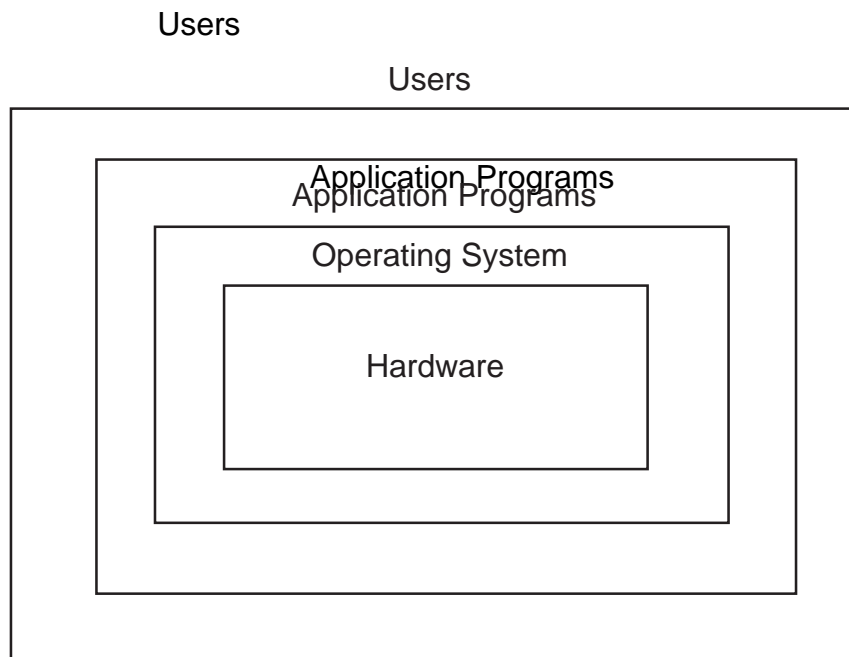 Users
Users
Application Programs
Application Programs
Operating System
Hardware